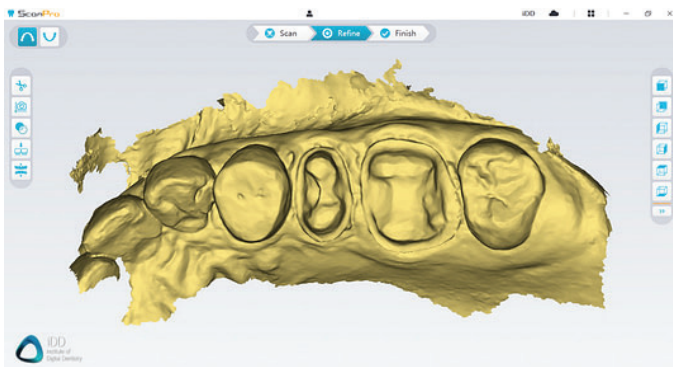 ScanPro
iDD
Scan
Refine
Finish
iDD
Institute of
Digital Dentistry